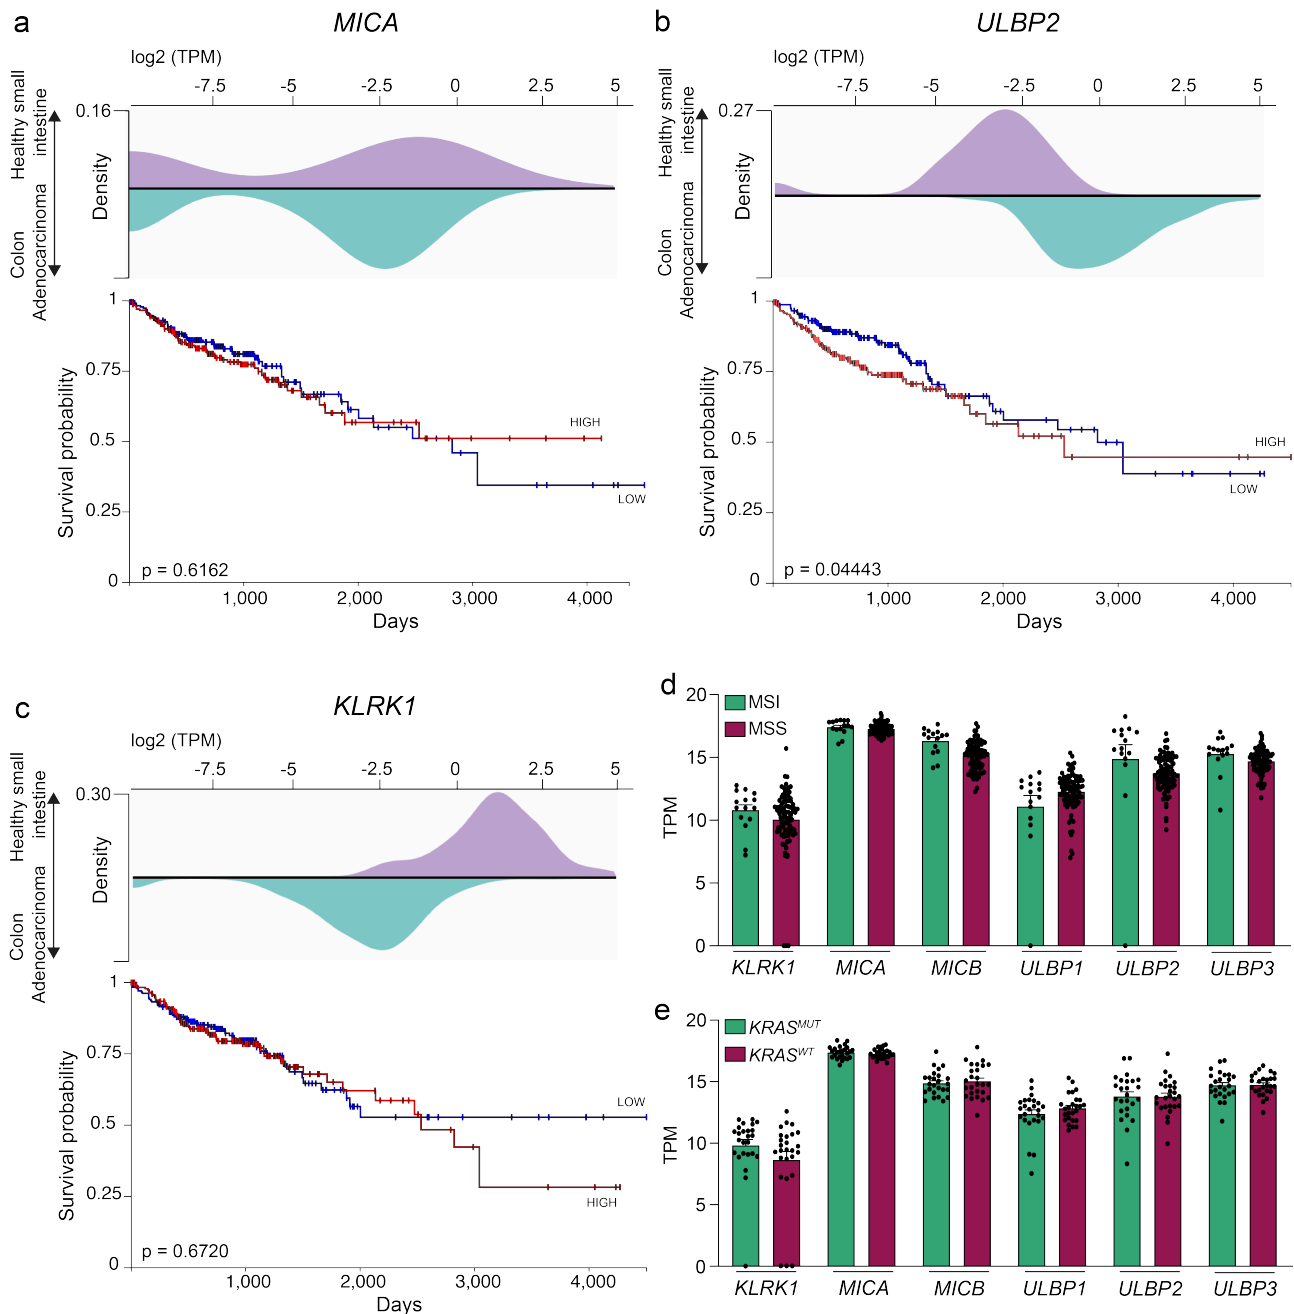 a
MICA
log2 (TPM)
-7.5 -5 -2.5 0 2.5 5
Healthy small
intestine
Colon
Adenocarcinoma
0.16
Density
1
0.75
0.5
0.25
0
Survival probability
HIGH
LOW
p = 0.6162
1,000 2,000 3,000 4,000
Days
b
ULBP2
log2 (TPM)
-7.5 -5 -2.5 0 2.5 5
Healthy small
intestine
Colon
Adenocarcinoma
0.27
Density
1
0.75
0.5
0.25
0
Survival probability
HIGH
LOW
p = 0.04443
1,000 2,000 3,000 4,000
Days
c
KLRK1
log2 (TPM)
-7.5 -5 -2.5 0 2.5 5
Healthy small
intestine
Colon
Adenocarcinoma
0.30
Density
1
0.75
0.5
0.25
0
Survival probability
LOW
HIGH
p = 0.6720
1,000 2,000 3,000 4,000
Days
d
20
15
10
5
0
TPM
MSI
MSS
KLRK1 MICA MICB ULBP1 ULBP2 ULBP3
e
20
15
10
5
0
TPM
KRAS^MUT
KRAS^WT
KLRK1 MICA MICB ULBP1 ULBP2 ULBP3